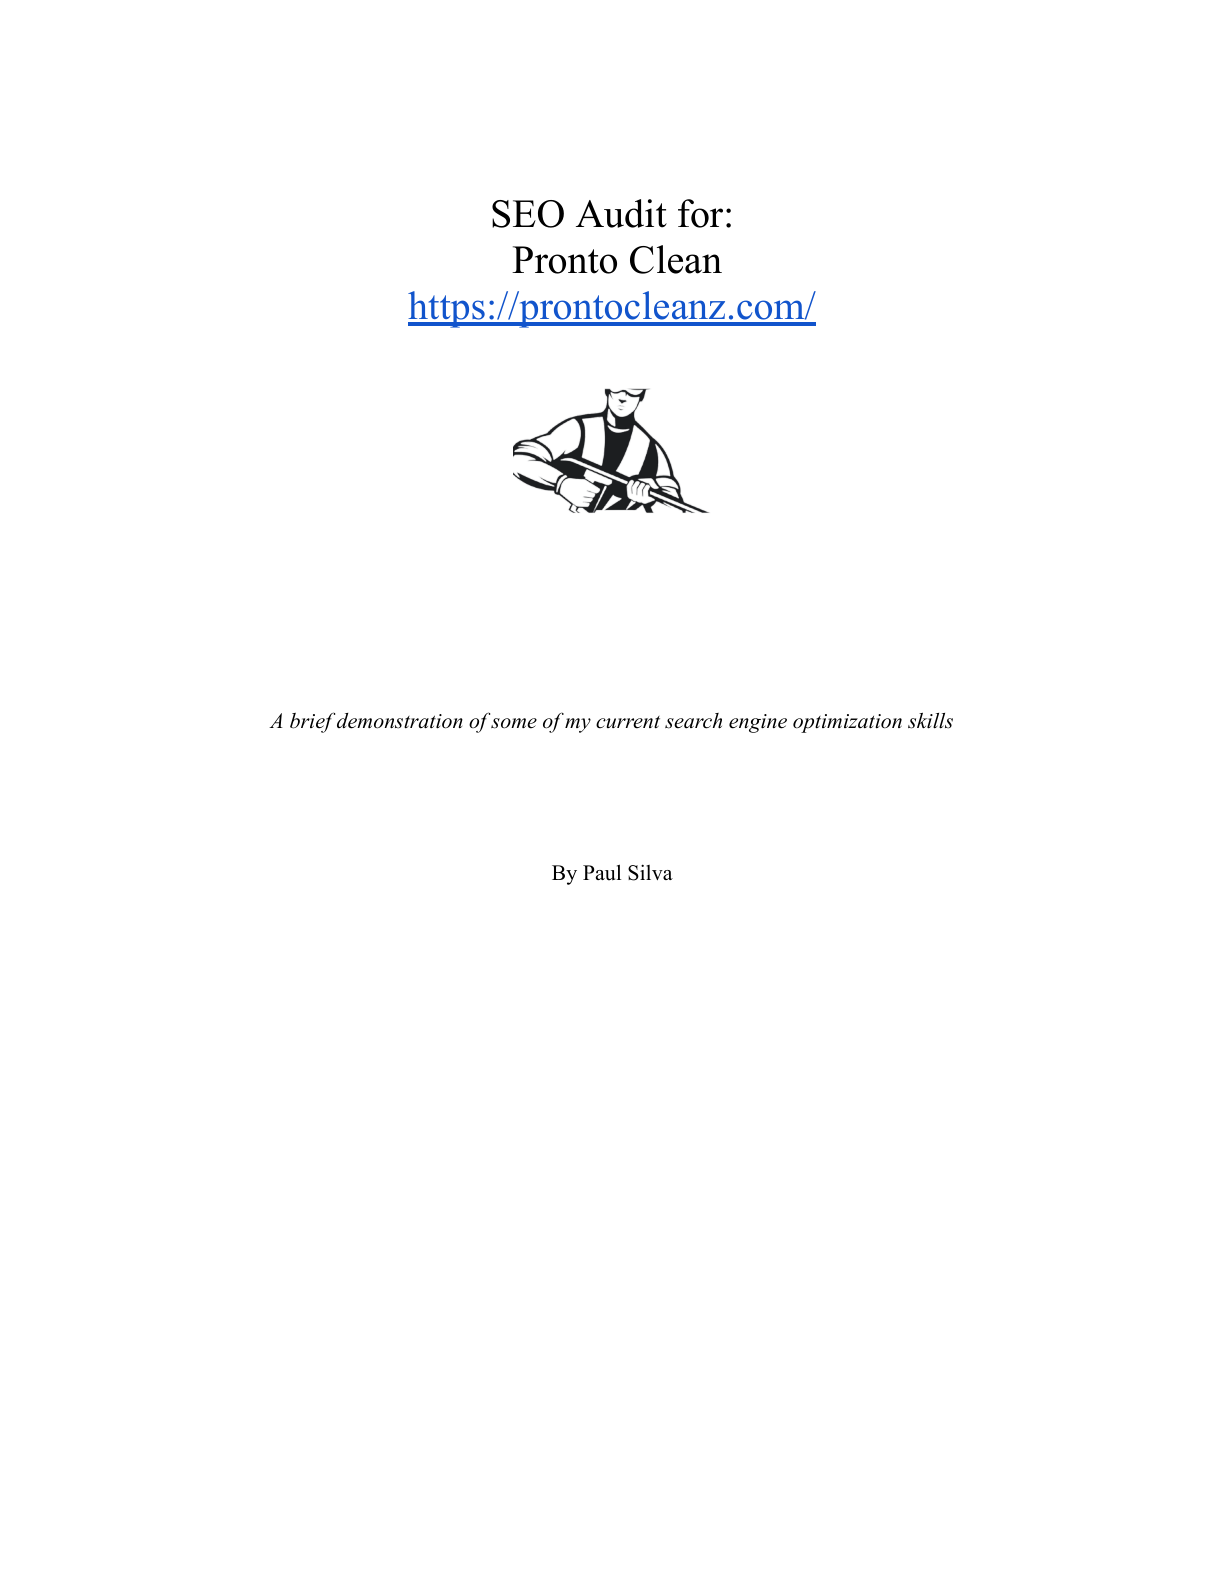 SEO Audit for:
Pronto Clean
https://prontocleanz.com/
A brief demonstration of some of my current search engine optimization skills
By Paul Silva